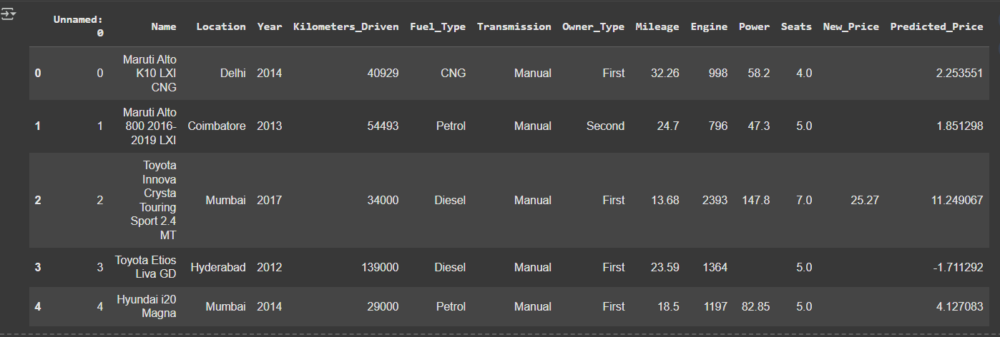 Unnamed: 0 Name Location Year Kilometers_Driven Fuel_Type Transmission Owner_Type Mileage Engine Power Seats New_Price Predicted_Price
0 0 Maruti Alto K10 LXI CNG Delhi 2014 40929 CNG Manual First 32.26 998 58.2 4.0 2.253551
1 1 Maruti Alto 800 2016-2019 LXI Coimbatore 2013 54493 Petrol Manual Second 24.7 796 47.3 5.0 1.851298
2 2 Toyota Innova Crysta Touring Sport 2.4 MT Mumbai 2017 34000 Diesel Manual First 13.68 2393 147.8 7.0 25.27 11.249067
3 3 Toyota Etios Liva GD Hyderabad 2012 139000 Diesel Manual First 23.59 1364 5.0 -1.711292
4 4 Hyundai i20 Magna Mumbai 2014 29000 Petrol Manual First 18.5 1197 82.85 5.0 4.127083